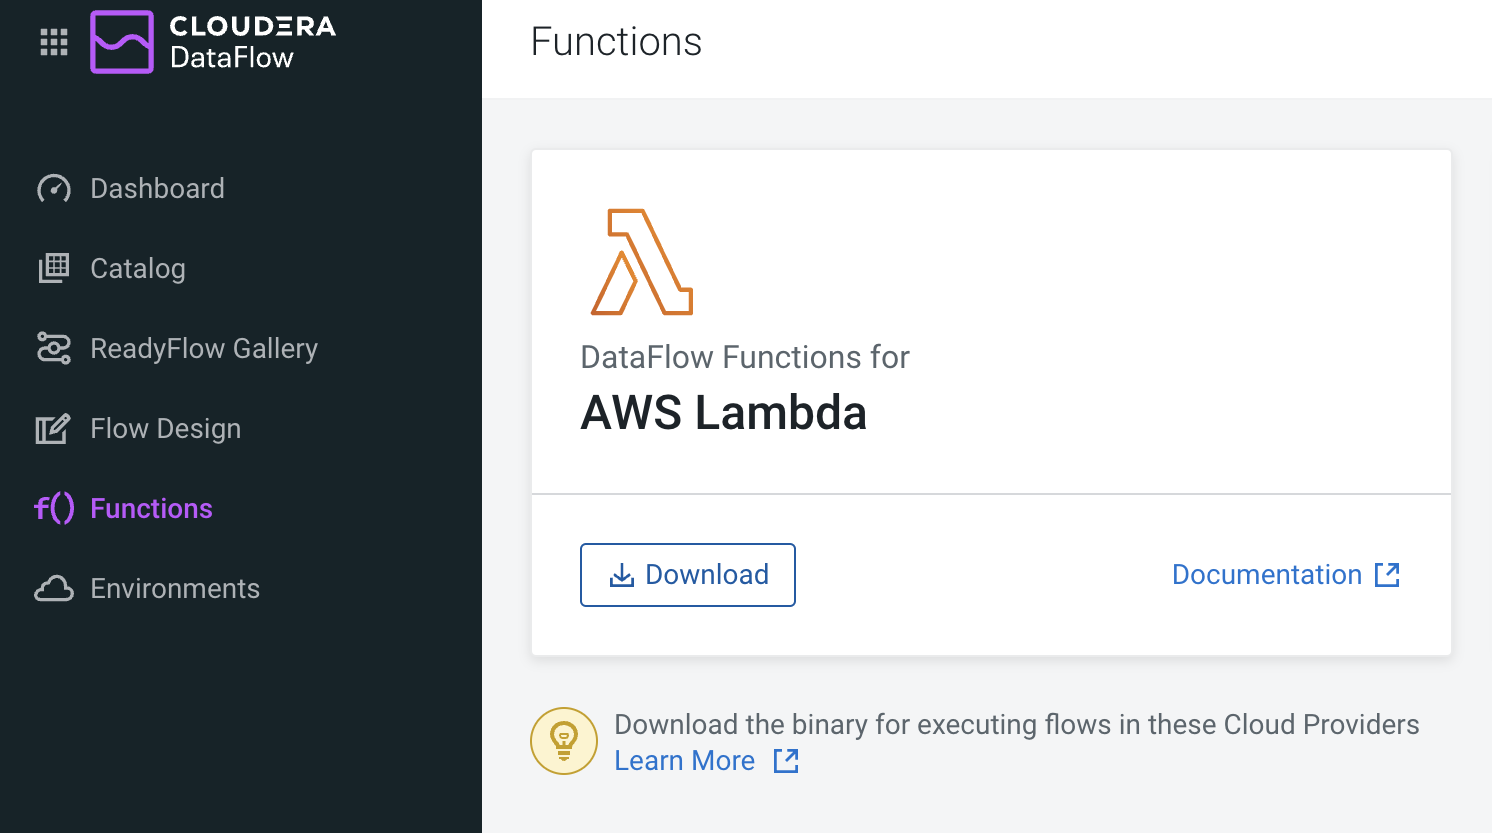 CLOUDERA
DataFlow
Dashboard
Catalog
ReadyFlow Gallery
Flow Design
f() Functions
Environments
Functions
DataFlow Functions for
AWS Lambda
Download
Documentation
Download the binary for executing flows in these Cloud Providers
Learn More